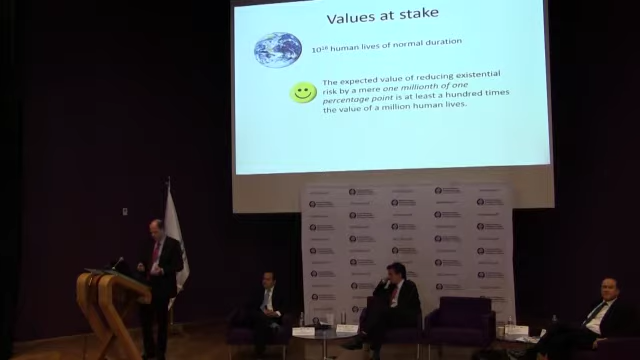 Values at stake
10¹⁶ human lives of normal duration
The expected value of reducing existential
risk by a mere one millionth of one
percentage point is at least a hundred times
the value of a million human lives.